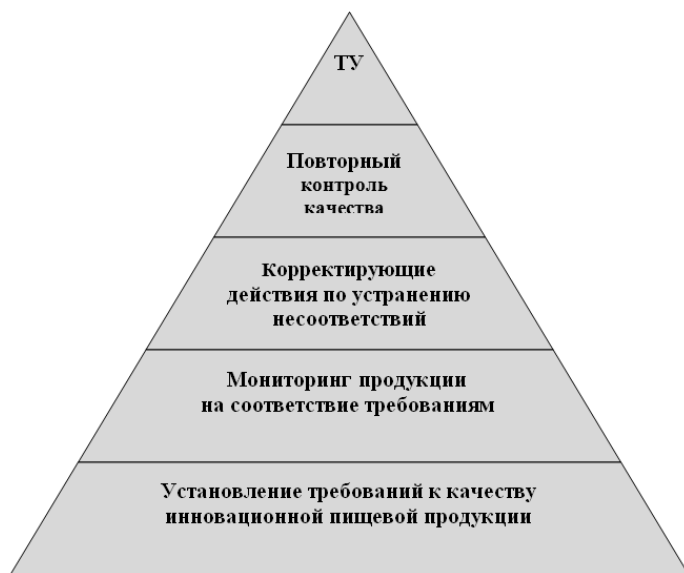 ТУ
Повторный
контроль
качества
Корректирующие
действия по устранению
несоответствий
Мониторинг продукции
на соответствие требованиям
Установление требований к качеству
инновационной пищевой продукции